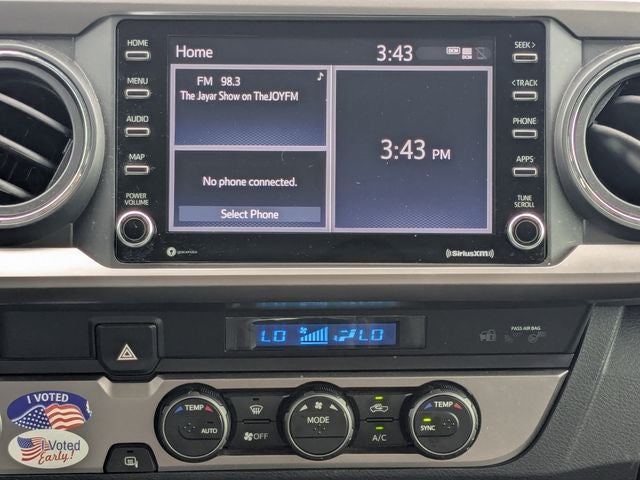 HOME
MENU
AUDIO
MAP
POWER
VOLUME
Home
3:43
DCM
FM 98.3
The Jayar Show on TheJOYFM
No phone connected.
Select Phone
3:43 PM
SEEK >
< TRACK
PHONE
APPS
TUNE
SCROLL
((SiriusXM))
LO LO
PASS AIR BAG
I VOTED
I Voted
Early!
TEMP
AUTO
OFF
MODE
A/C
TEMP
SYNC